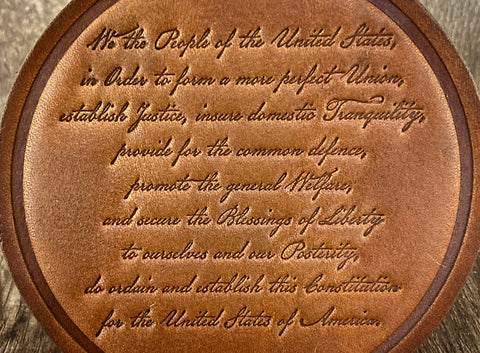 We the People of the United States,
in Order to form a more perfect Union,
establish Justice, insure domestic Tranquility,
provide for the common defence,
promote the general Welfare,
and secure the Blessings of Liberty
to ourselves and our Posterity,
do ordain and establish this Constitution
for the United States of America.